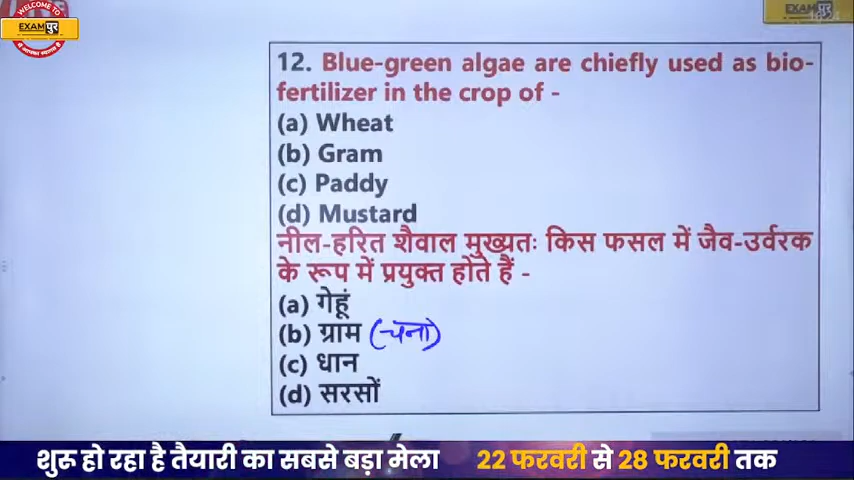 WELCOME TO
EXAMपुर
EXAMपुर
12. Blue-green algae are chiefly used as bio-
fertilizer in the crop of -
(a) Wheat
(b) Gram
(c) Paddy
(d) Mustard
नील-हरित शैवाल मुख्यतः किस फसल में जैव-उर्वरक
के रूप में प्रयुक्त होते हैं -
(a) गेहूं
(b) ग्राम (चना)
(c) धान
(d) सरसों
शुरू हो रहा है तैयारी का सबसे बड़ा मेला 22 फरवरी से 28 फरवरी तक